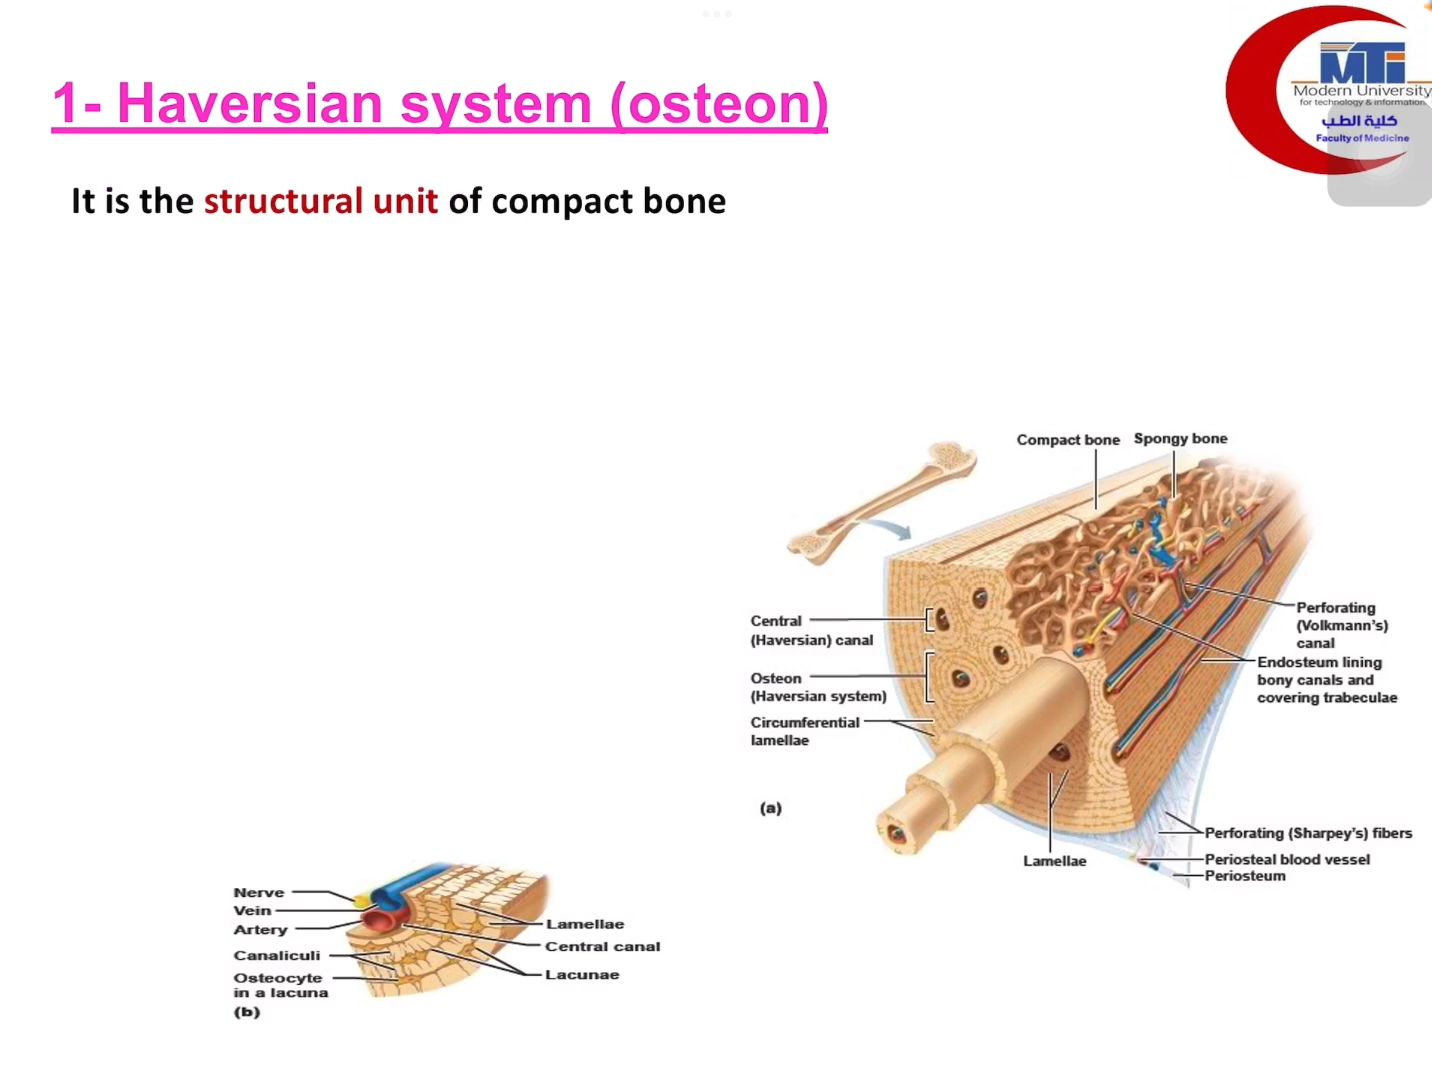 1- Haversian system (osteon)
It is the structural unit of compact bone
MTi
Modern University
for technology & information
كلية الطب
Faculty of Medicine
Compact bone
Spongy bone
Central
(Haversian) canal
Osteon
(Haversian system)
Circumferential
lamellae
(a)
Perforating
(Volkmann's)
canal
Endosteum lining
bony canals and
covering trabeculae
Lamellae
Perforating (Sharpey's) fibers
Periosteal blood vessel
Periosteum
Nerve
Vein
Artery
Canaliculi
Osteocyte
in a lacuna
(b)
Lamellae
Central canal
Lacunae